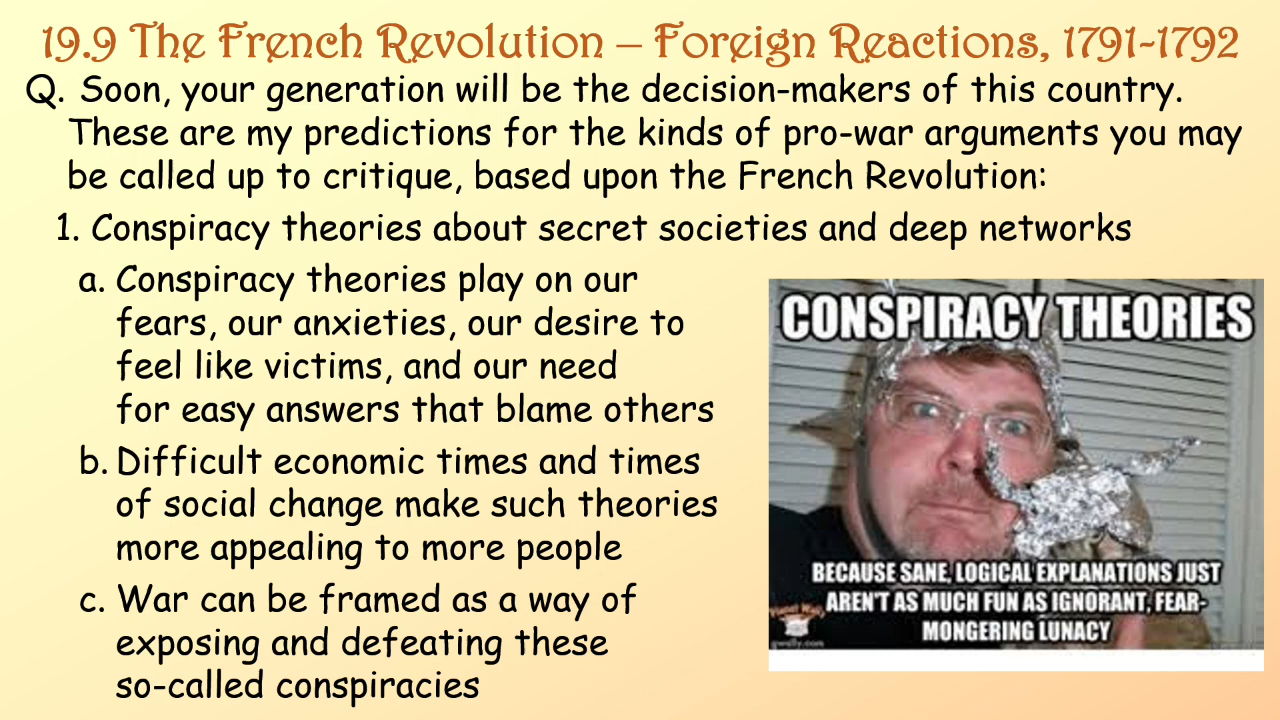 19.9 The French Revolution – Foreign Reactions, 1791-1792
Q. Soon, your generation will be the decision-makers of this country.
These are my predictions for the kinds of pro-war arguments you may
be called up to critique, based upon the French Revolution:
1. Conspiracy theories about secret societies and deep networks
a. Conspiracy theories play on our
fears, our anxieties, our desire to
feel like victims, and our need
for easy answers that blame others
b. Difficult economic times and times
of social change make such theories
more appealing to more people
c. War can be framed as a way of
exposing and defeating these
so-called conspiracies
CONSPIRACY THEORIES
BECAUSE SANE, LOGICAL EXPLANATIONS JUST
AREN'T AS MUCH FUN AS IGNORANT, FEAR-
MONGERING LUNACY